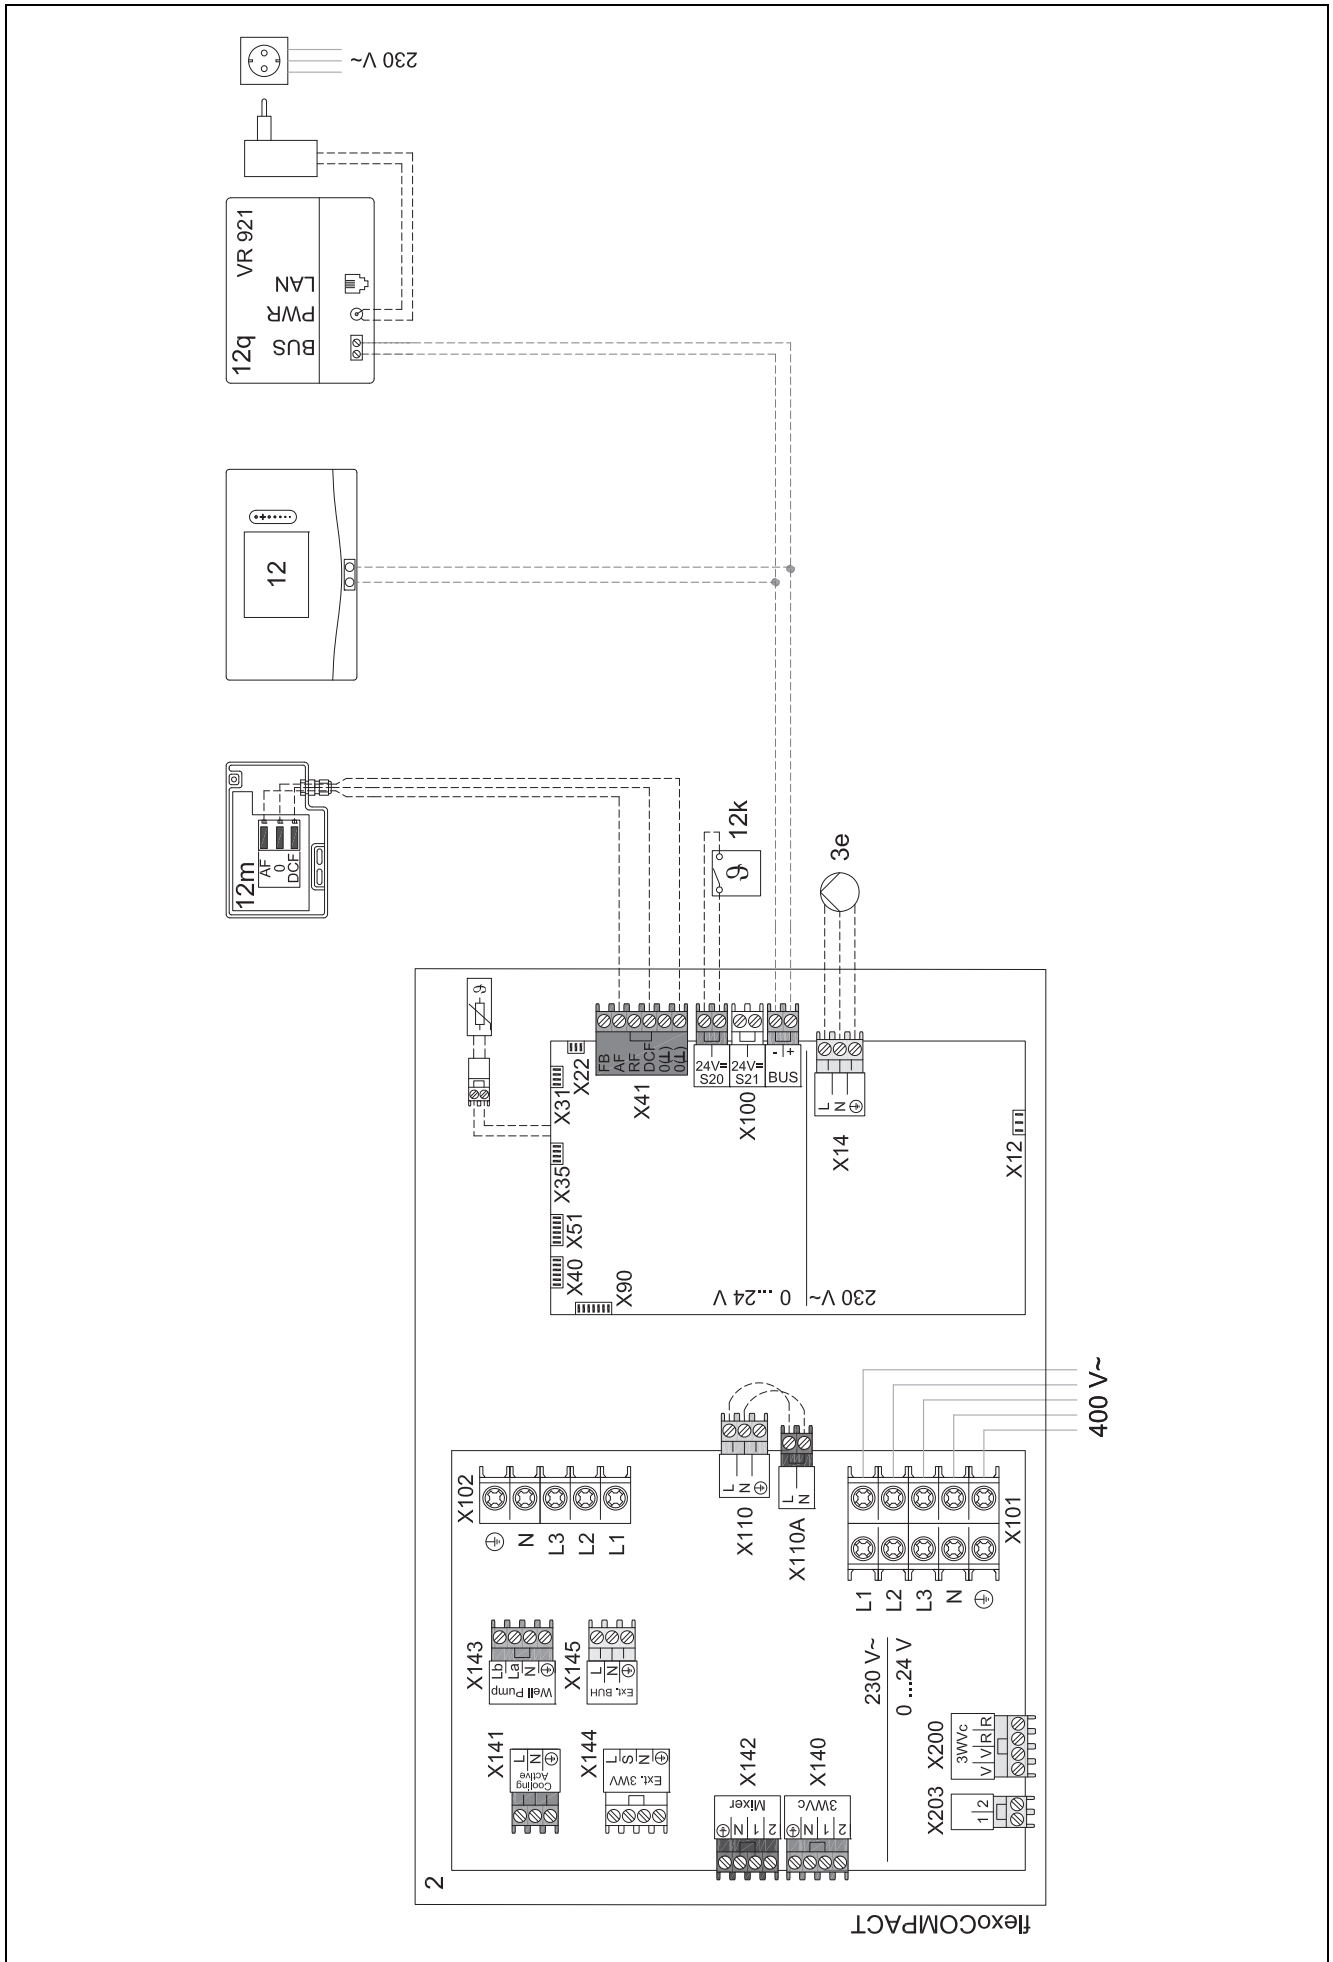 230 V~
VR 921
LAN
PWR
BUS
12q
12
12m
AF
0
DCF
12k
ϑ
3e
ϑ
X22
X31
X35
X51
X40
X90
FB
AF
RF
DCF
0(⊥)
0(⊥)
X41
24V=
S20
24V=
S21
X100
- +
BUS
L
N
X14
X12
0 ...24 V
230 V~
400 V~
X102
N
L3
L2
L1
L
N
X110
L
N
X110A
X101
L1
L2
L3
N
X143
Lb
La
N
Well Pump
X145
L
N
Ext. BUH
X141
L
N
Cooling
Active
X144
L
S
N
Ext. 3WV
X142
Mixer
N 1 2
X140
3WVc
N 1 2
230 V~
0 ...24 V
X200
3WVc
V V R R
X203
1 2
2
flexoCOMPACT